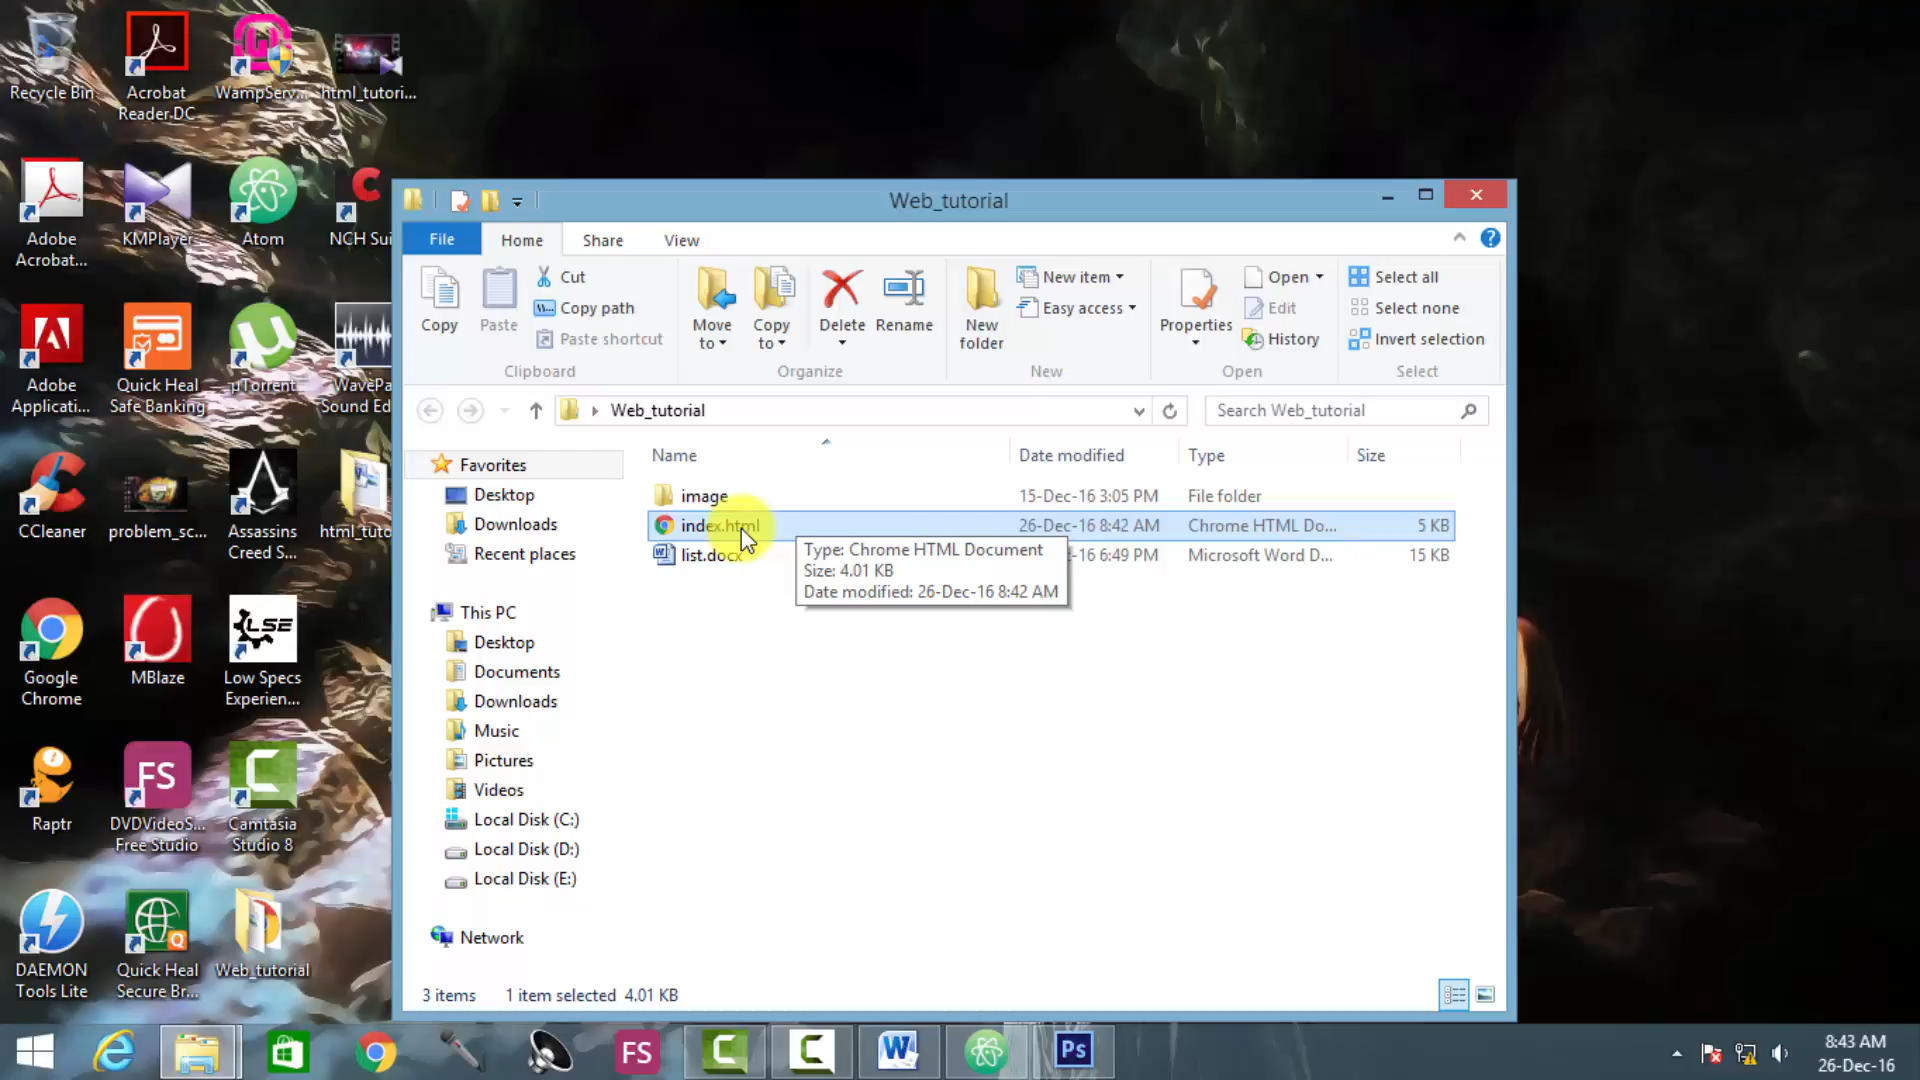 Recycle Bin
Acrobat
Reader DC
WampServ...
html_tutori...
Adobe
Acrobat...
KMPlayer
Atom
NCH Sui
Adobe
Applicati...
Quick Heal
Safe Banking
µTorrent
WavePa
Sound Ed
CCleaner
problem_sc...
Assassins
Creed S...
html_tuto
Google
Chrome
MBlaze
LSE
Low Specs
Experien...
Raptr
FS
DVDVideoS...
Free Studio
Camtasia
Studio 8
DAEMON
Tools Lite
Quick Heal
Secure Br...
Web_tutorial
Web_tutorial
File
Home
Share
View
Copy
Paste
Cut
Copy path
Paste shortcut
Clipboard
Move
to
Copy
to
Delete
Rename
Organize
New
folder
New item
Easy access
New
Properties
Open
Edit
History
Open
Select all
Select none
Invert selection
Select
Web_tutorial
Search Web_tutorial
Name
Date modified
Type
Size
image
15-Dec-16 3:05 PM
File folder
index.html
26-Dec-16 8:42 AM
Chrome HTML Do...
5 KB
list.docx
-16 6:49 PM
Microsoft Word D...
15 KB
Type: Chrome HTML Document
Size: 4.01 KB
Date modified: 26-Dec-16 8:42 AM
Favorites
Desktop
Downloads
Recent places
This PC
Desktop
Documents
Downloads
Music
Pictures
Videos
Local Disk (C:)
Local Disk (D:)
Local Disk (E:)
Network
3 items
1 item selected 4.01 KB
FS
Ps
8:43 AM
26-Dec-16